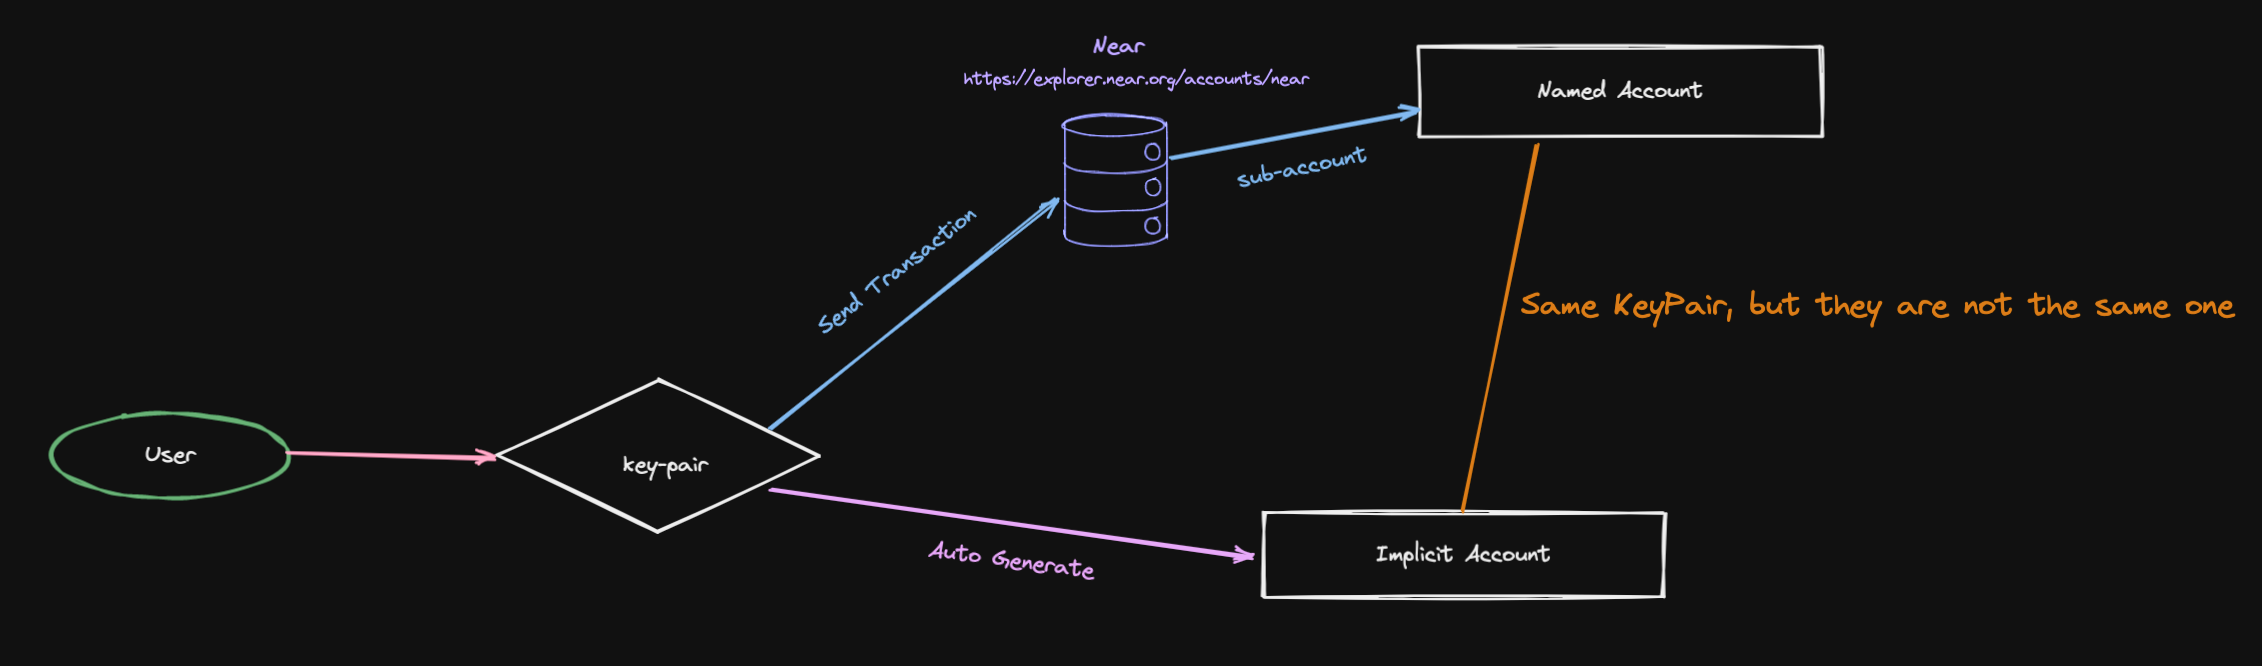 Near
https://explorer.near.org/accounts/near
Named Account
sub-account
Send Transaction
Same KeyPair, but they are not the same one
User
key-pair
Auto Generate
Implicit Account